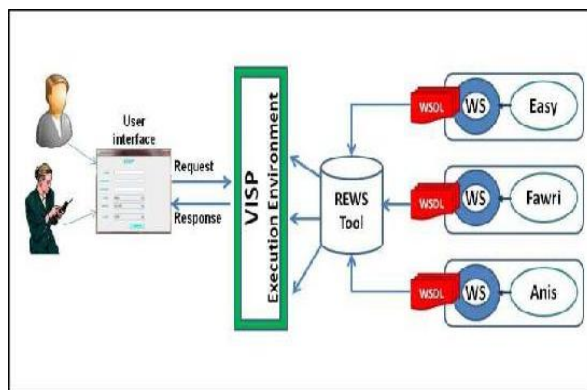 User
interface
Request
Response
VISP
Execution Environment
REWS
Tool
WSDL
WS
Easy
WSDL
WS
Fawri
WSDL
WS
Anis